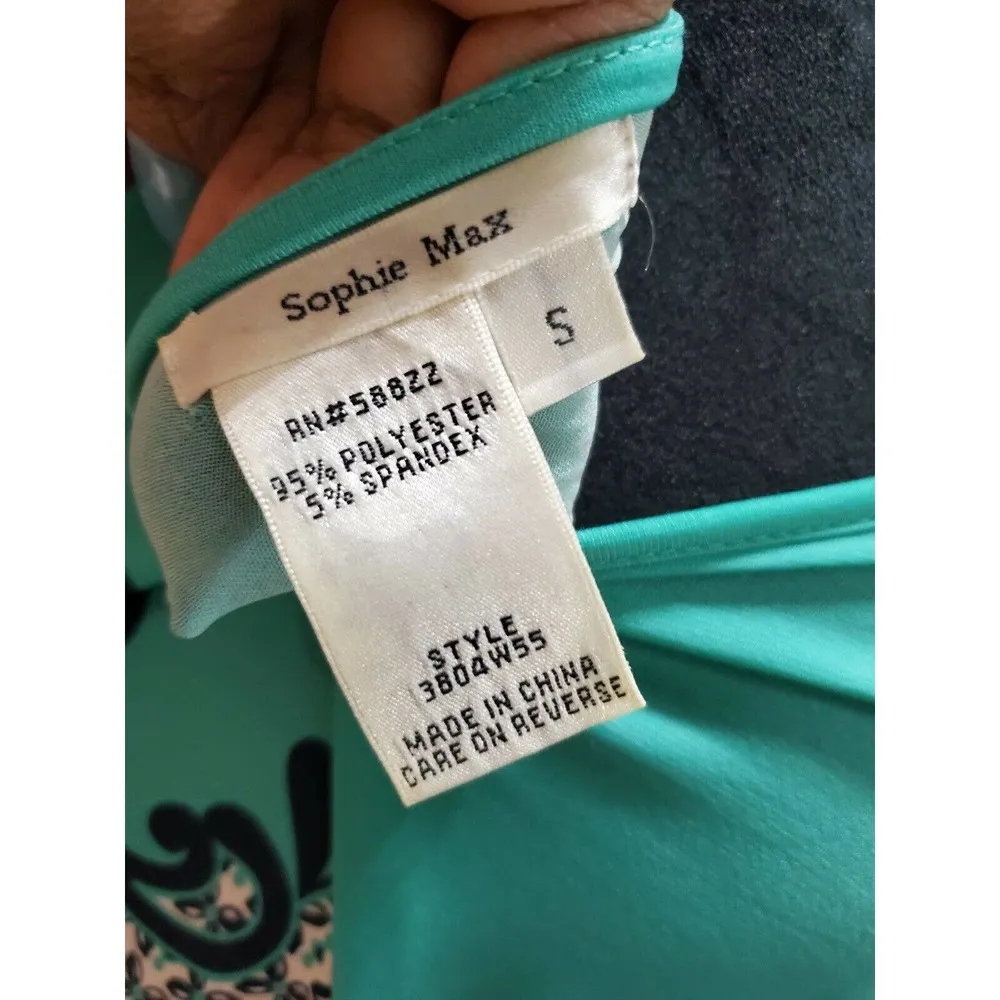 Sophie Max
S
RN#58822
95% POLYESTER
5% SPANDEX
STYLE
3804W55
MADE IN CHINA
CARE ON REVERSE